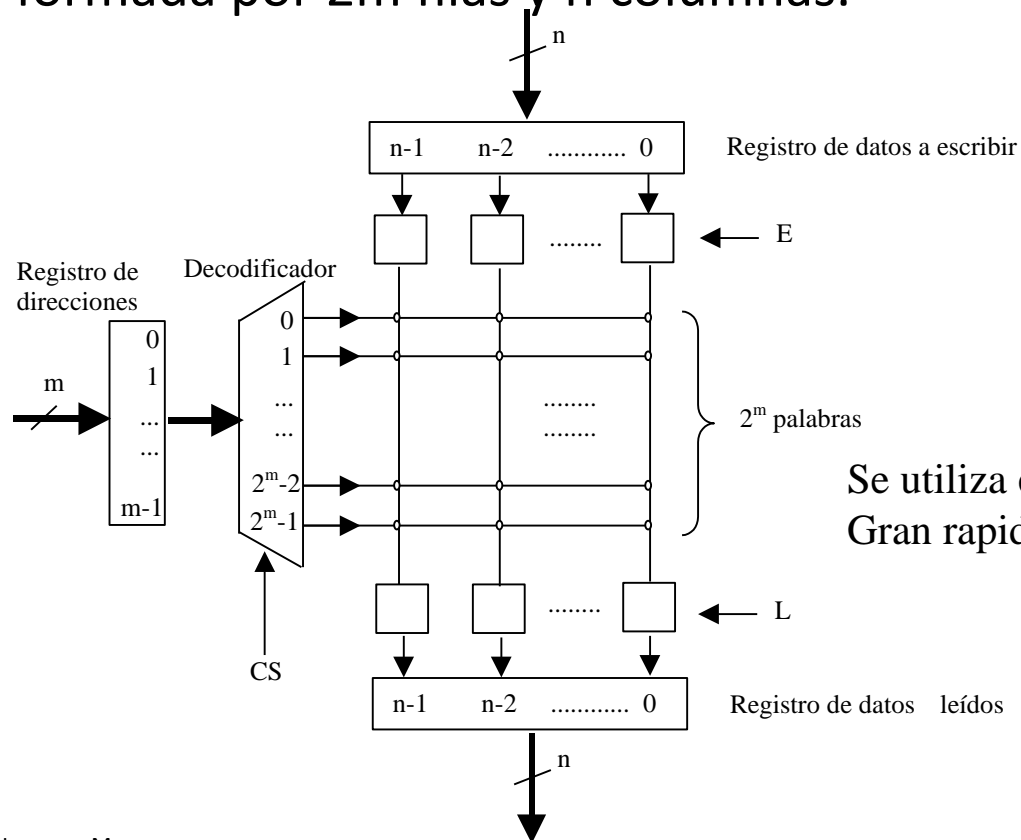 formada por 2m filas y n columnas.
n
n-1 n-2 ............ 0
Registro de datos a escribir
........
E
Registro de
direcciones
Decodificador
0
1
...
...
m-1
m
0
1
...
...
2ᵐ-2
2ᵐ-1
........
........
2ᵐ palabras
Se utiliza
Gran
CS
........
L
n-1 n-2 ............ 0
Registro de datos leídos
n